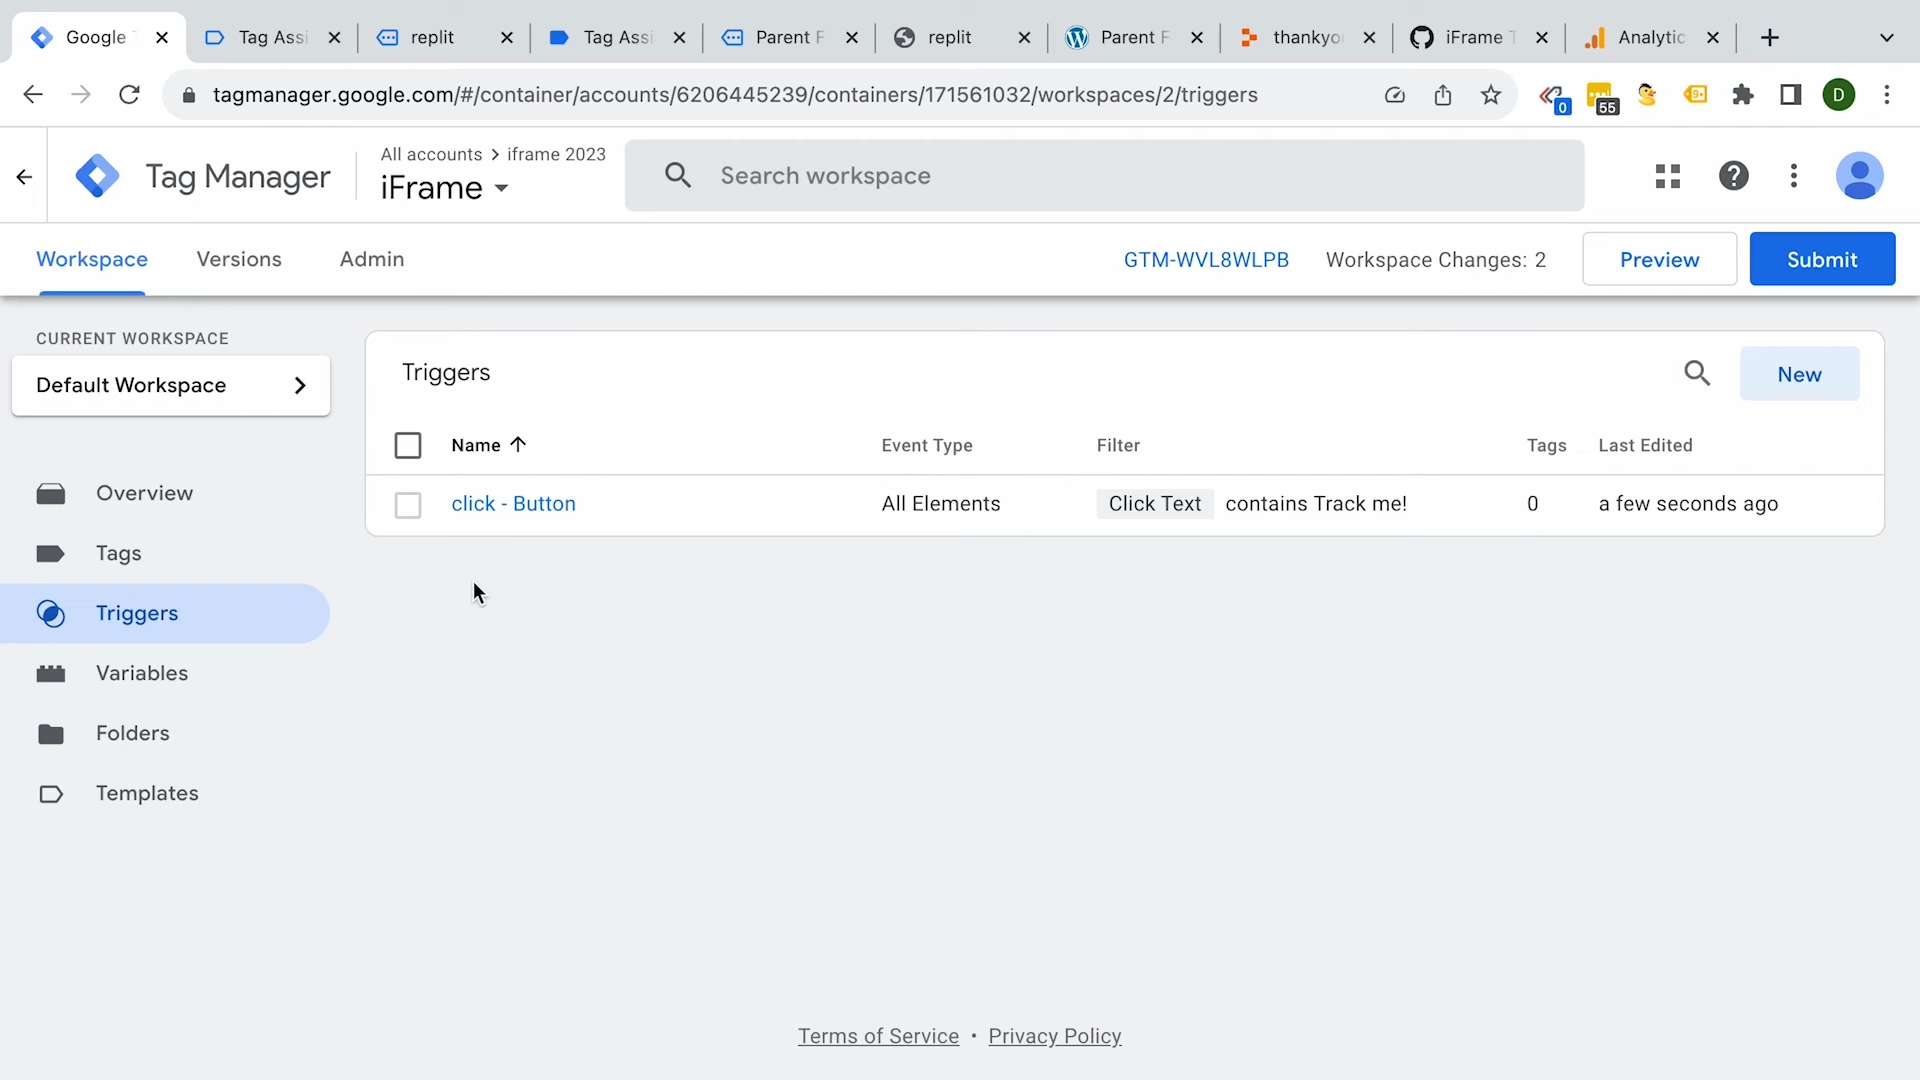 Google T
Tag Assi
replit
Tag Assi
Parent F
replit
Parent F
thankyo
iFrame T
Analytic
tagmanager.google.com/#/container/accounts/6206445239/containers/171561032/workspaces/2/triggers
0
55
9+
D
Tag Manager
All accounts > iframe 2023
iFrame
Search workspace
Workspace
Versions
Admin
GTM-WVL8WLPB
Workspace Changes: 2
Preview
Submit
CURRENT WORKSPACE
Default Workspace
Overview
Tags
Triggers
Variables
Folders
Templates
Triggers
New
Name
Event Type
Filter
Tags
Last Edited
click - Button
All Elements
Click Text contains Track me!
0
a few seconds ago
Terms of Service • Privacy Policy